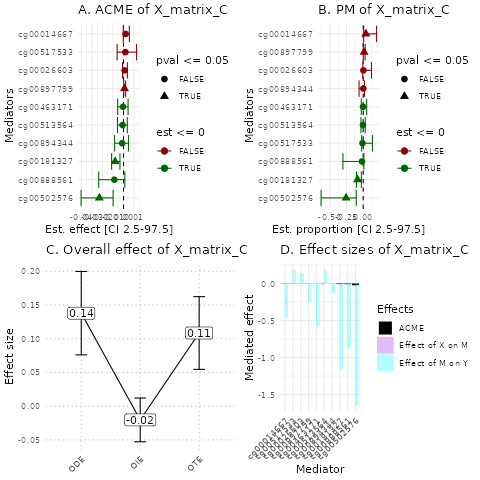 A. ACME of X_matrix_C
Mediators
cg00014667
cg00517533
cg00026603
cg00897799
cg00463171
cg00513564
cg00894344
cg00181327
cg00888561
cg00502576
Est. effect [CI 2.5-97.5]
pval <= 0.05
FALSE
TRUE
est <= 0
FALSE
TRUE
B. PM of X_matrix_C
Mediators
cg00014667
cg00897799
cg00026603
cg00894344
cg00463171
cg00513564
cg00517533
cg00888561
cg00181327
cg00502576
-0.50
-0.25
0.00
Est. proportion [CI 2.5-97.5]
pval <= 0.05
FALSE
TRUE
est <= 0
FALSE
TRUE
C. Overall effect of X_matrix_C
Effect size
0.20
0.15
0.10
0.05
0.00
-0.05
0.14
-0.02
0.11
ODE
OIE
OTE
D. Effect sizes of X_matrix_C
Mediated effect
0.0
-0.5
-1.0
-1.5
Mediator
Effects
ACME
Effect of X on M
Effect of M on Y